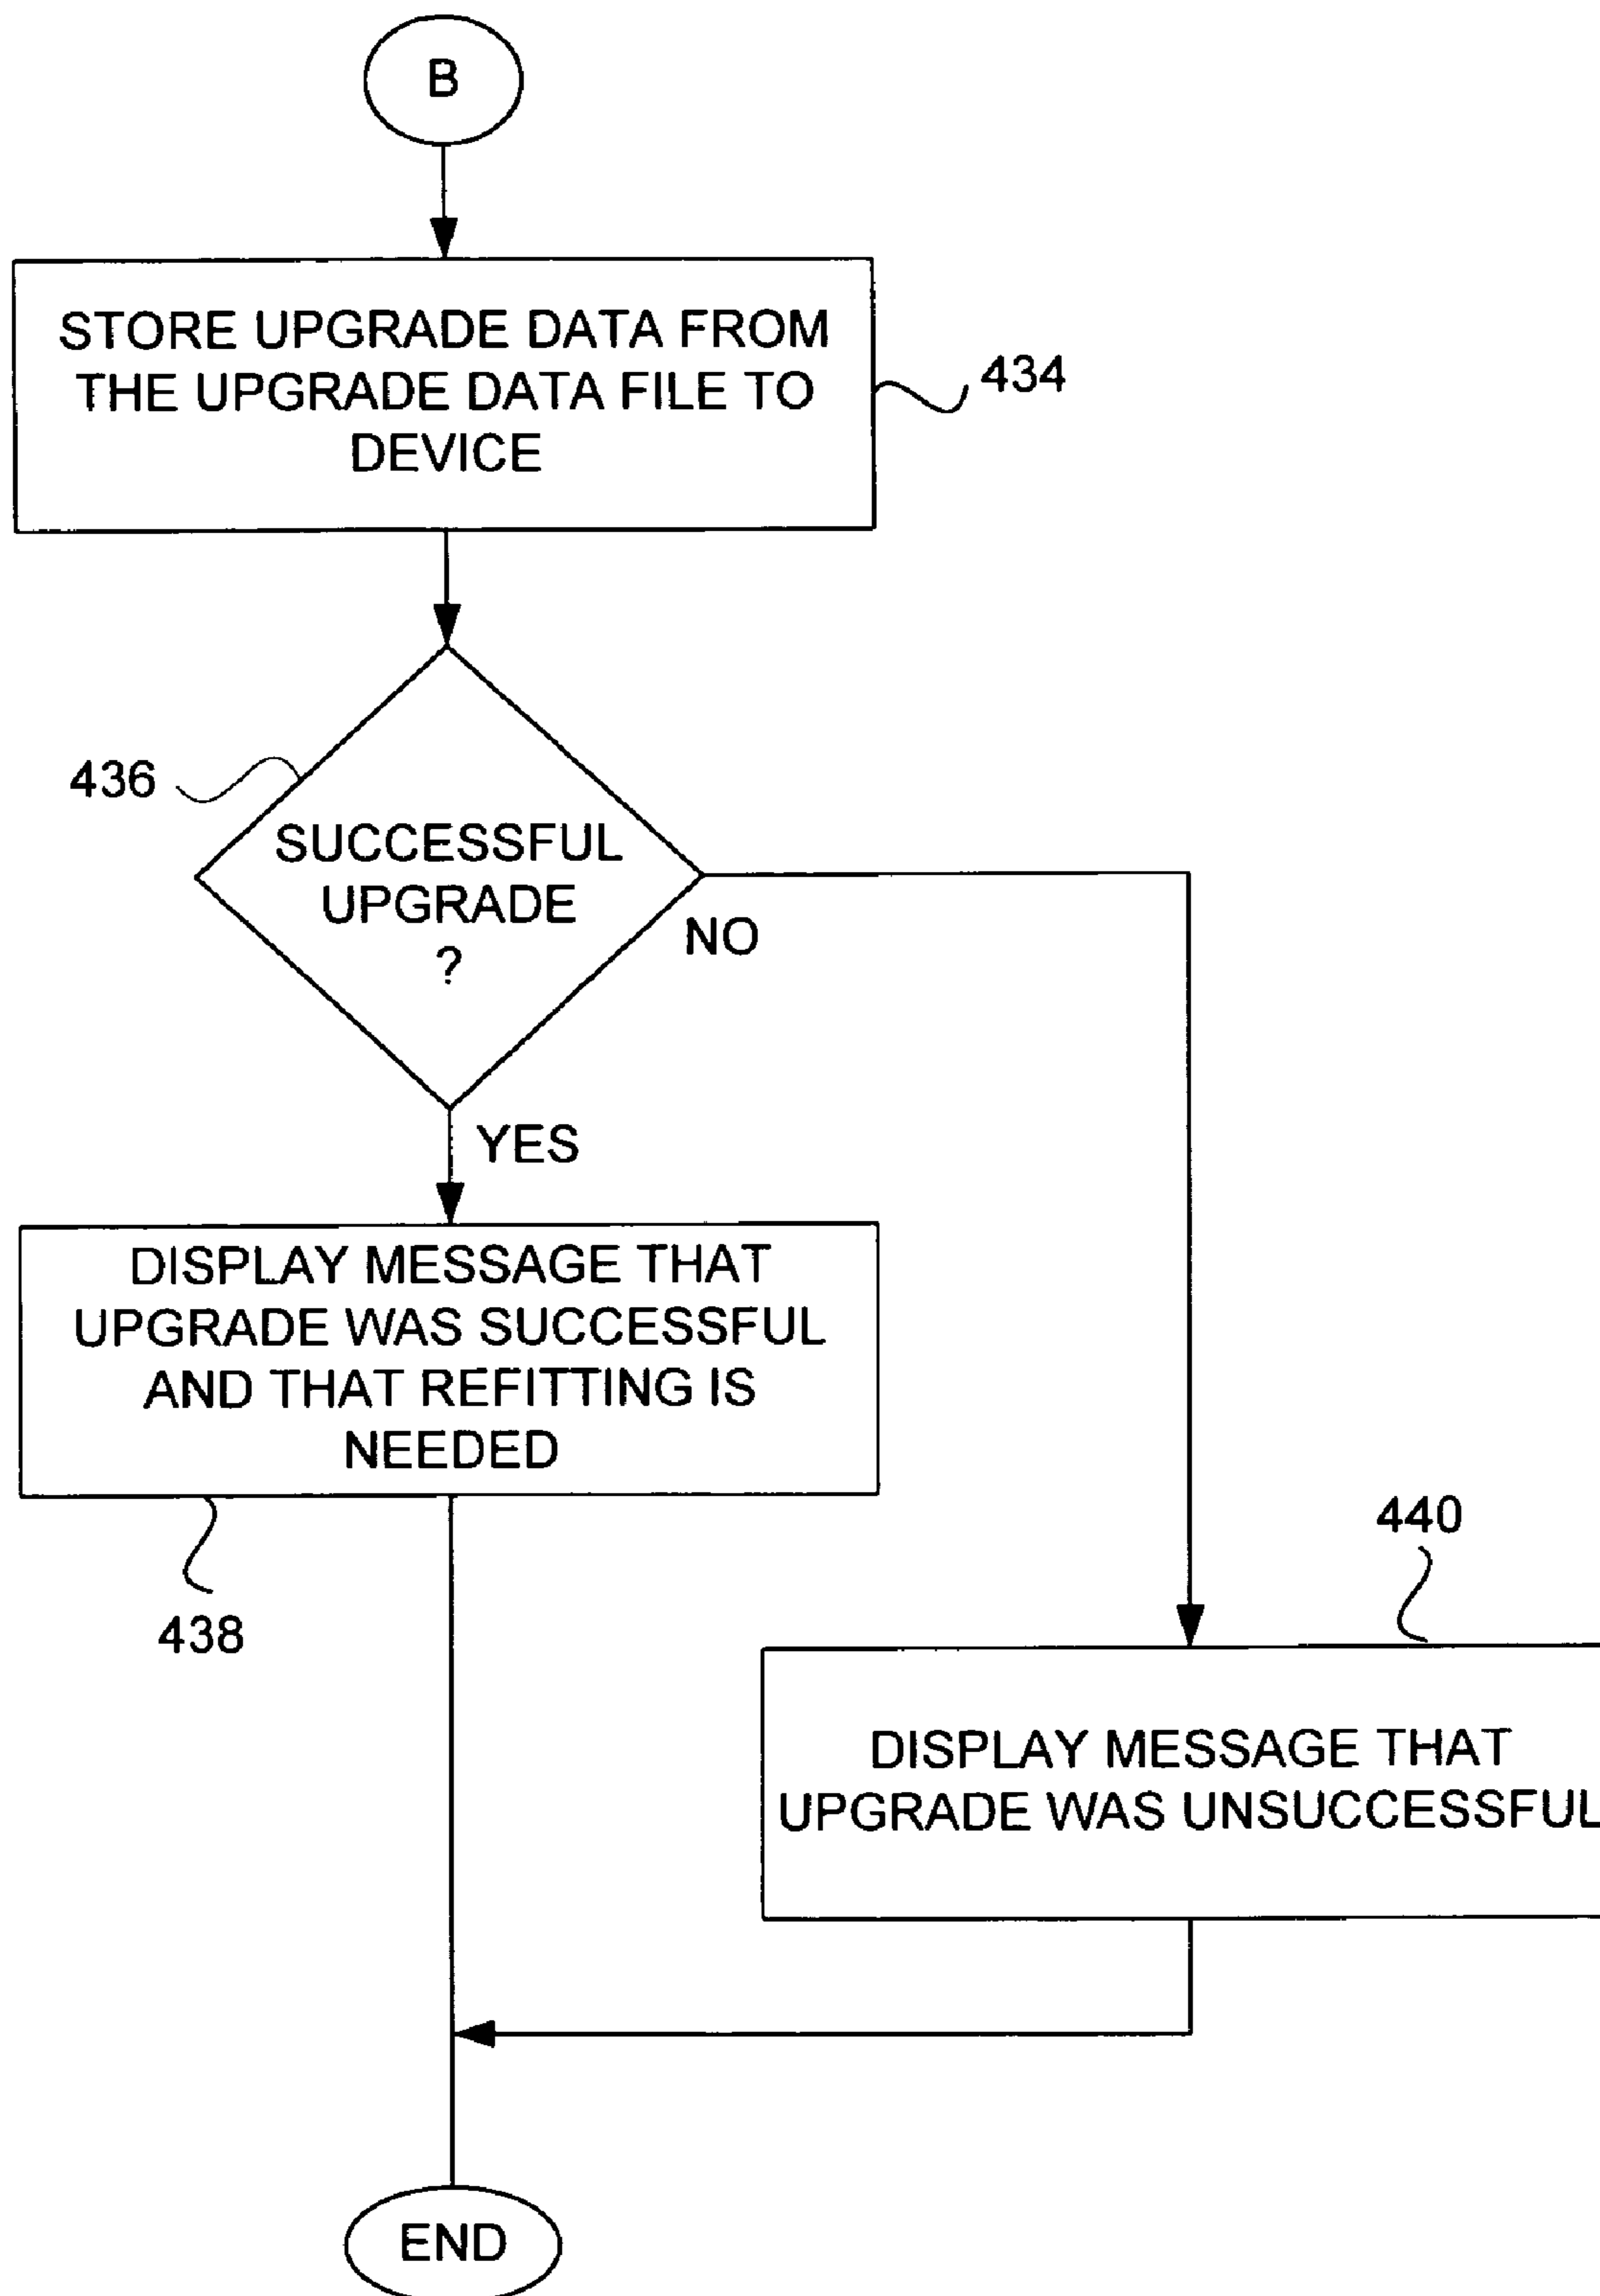 B
STORE UPGRADE DATA FROM
THE UPGRADE DATA FILE TO
DEVICE
434
436
SUCCESSFUL
UPGRADE
?
NO
YES
DISPLAY MESSAGE THAT
UPGRADE WAS SUCCESSFUL
AND THAT REFITTING IS
NEEDED
438
440
DISPLAY MESSAGE THAT
UPGRADE WAS UNSUCCESSFUL
END